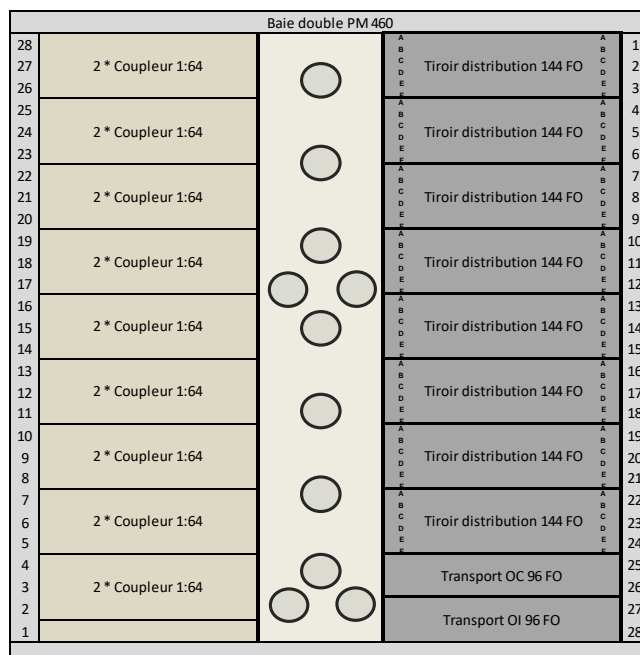 Baie double PM 460
28
27
26
25
24
23
22
21
20
19
18
17
16
15
14
13
12
11
10
9
8
7
6
5
4
3
2
1
2 * Coupleur 1:64
2 * Coupleur 1:64
2 * Coupleur 1:64
2 * Coupleur 1:64
2 * Coupleur 1:64
2 * Coupleur 1:64
2 * Coupleur 1:64
2 * Coupleur 1:64
2 * Coupleur 1:64
A B C D E
Tiroir distribution 144 FO
A B C D E
A B C D E
Tiroir distribution 144 FO
A B C D E
A B C D E
Tiroir distribution 144 FO
A B C D E
A B C D E
Tiroir distribution 144 FO
A B C D E
A B C D E
Tiroir distribution 144 FO
A B C D E
A B C D E
Tiroir distribution 144 FO
A B C D E
A B C D E
Tiroir distribution 144 FO
A B C D E
A B C D E
Tiroir distribution 144 FO
A B C D E
Transport OC 96 FO
Transport OI 96 FO
1
2
3
4
5
6
7
8
9
10
11
12
13
14
15
16
17
18
19
20
21
22
23
24
25
26
27
28